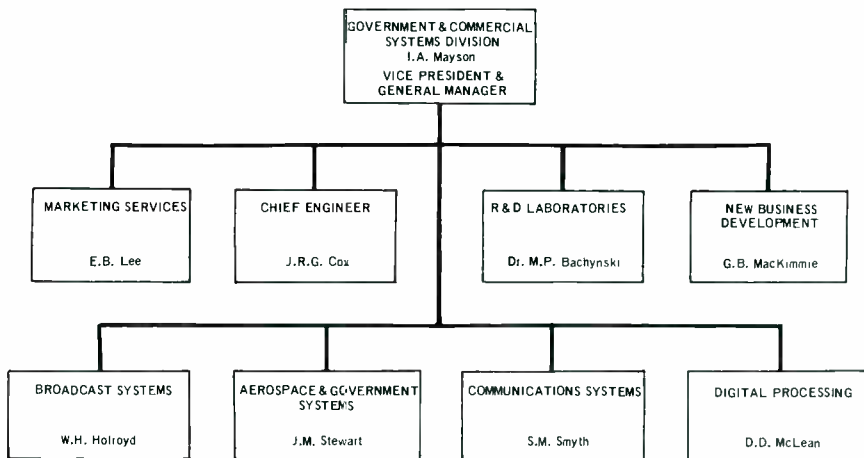 GOVERNMENT & COMMERCIAL
SYSTEMS DIVISION
I.A. Mayson
VICE PRESIDENT &
GENERAL MANAGER
MARKETING SERVICES
E.B. Lee
CHIEF ENGINEER
J.R.G. Cox
R & D LABORATORIES
Dr. M.P. Bachynski
NEW BUSINESS
DEVELOPMENT
G.B. MacKimmie
BROADCAST SYSTEMS
W.H. Holroyd
AEROSPACE & GOVERNMENT
SYSTEMS
J.M. Stewart
COMMUNICATIONS SYSTEMS
S.M. Smyth
DIGITAL PROCESSING
D.D. McLean